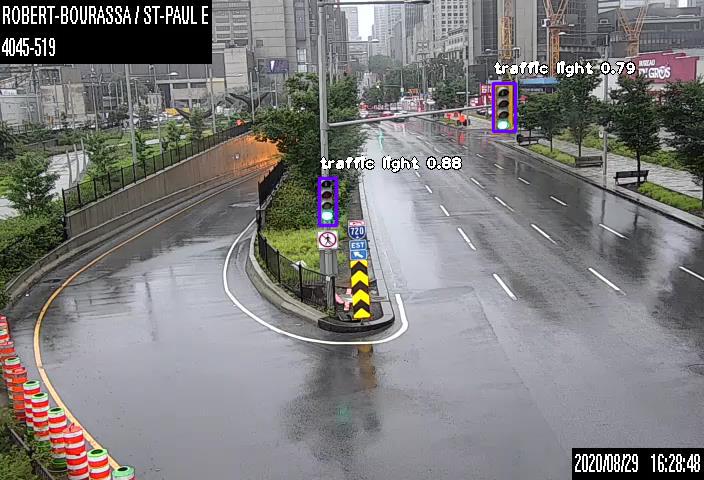 ROBERT-BOURASSA / ST-PAUL E
4045-519
traffic light 0.79
traffic light 0.88
720
EST
2020/08/29 16:28:48